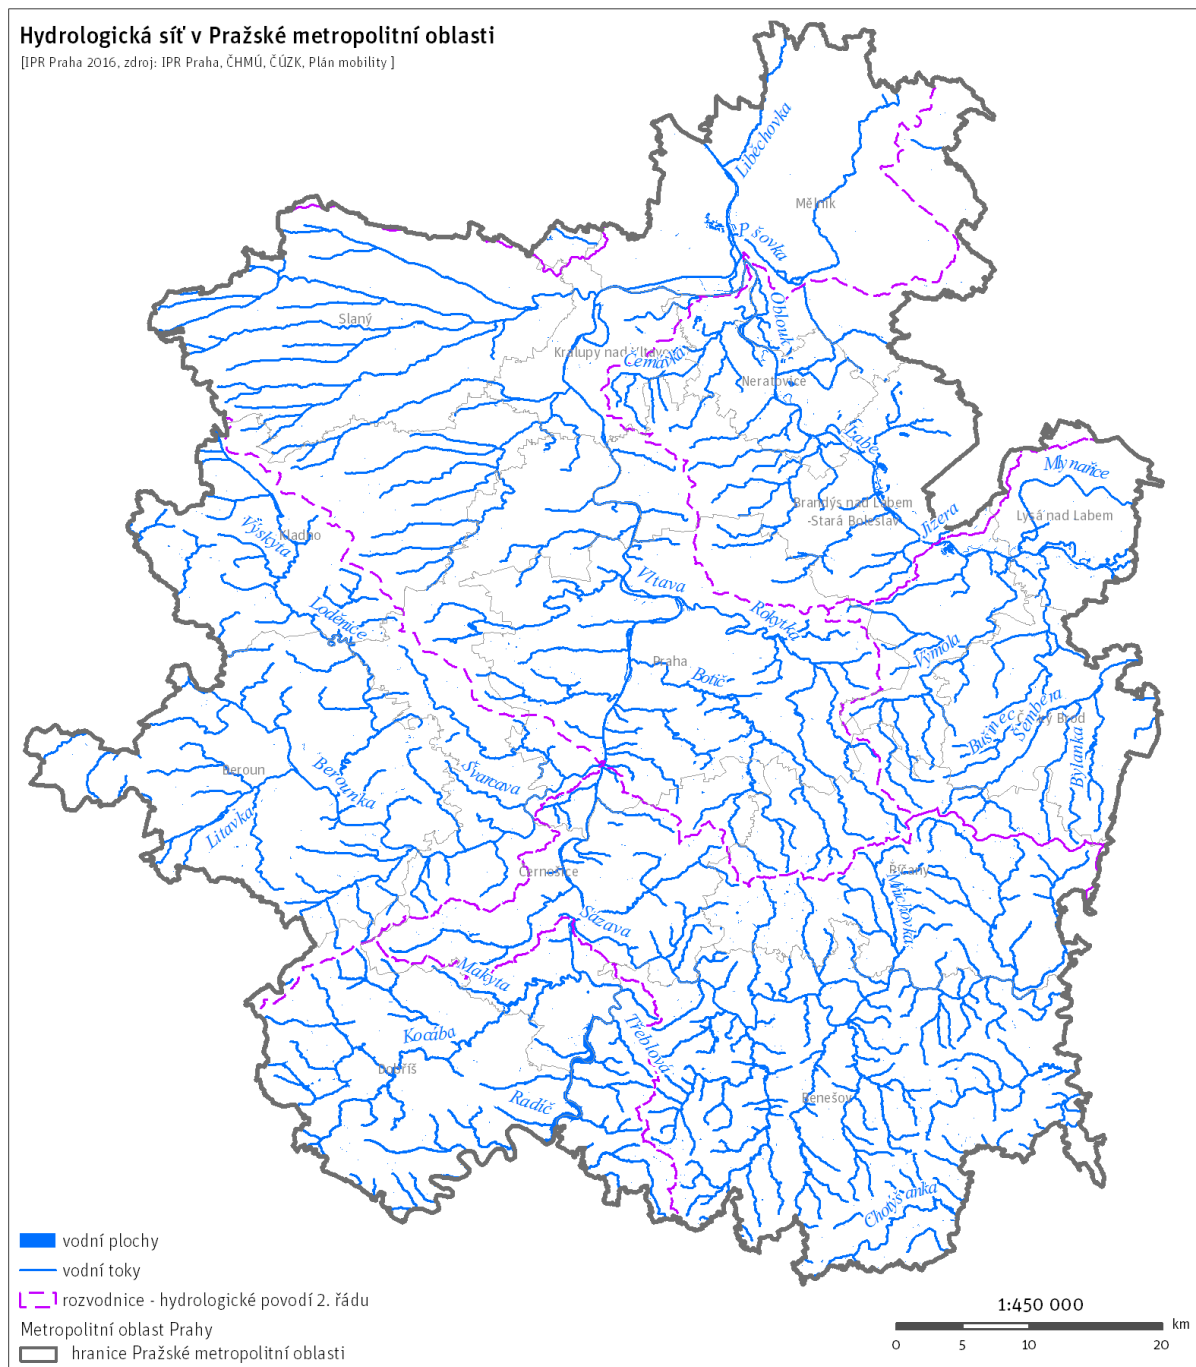 Hydrologická síť v Pražské metropolitní oblasti
[IPR Praha 2016, zdroj: IPR Praha, ČHMÚ, ČÚZK, Plán mobility ]
Liběchovka
Mělník
Pšovka
Oblouk
Slaný
Kralupy nad Vltavou
Černávka
Neratovice
Labe
Mlynařice
Brandýs nad Labem
-Stará Boleslav
Jizera
Lysá nad Labem
Výskyta
Kladno
Vltava
Loděnice
Rokytka
Výmola
Praha
Botič
Bušinec
Šembera
Český Brod
Bylanka
Beroun
Berounka
Švarcava
Litavka
Černošice
Říčany
Mnichovka
Sázava
Makyta
Kocába
Třeblová
Dobříš
Radíč
Benešov
Chotýšanka
vodní plochy
vodní toky
rozvodnice - hydrologické povodí 2. řádu
Metropolitní oblast Prahy
hranice Pražské metropolitní oblasti
1:450 000
km
0 5 10 20